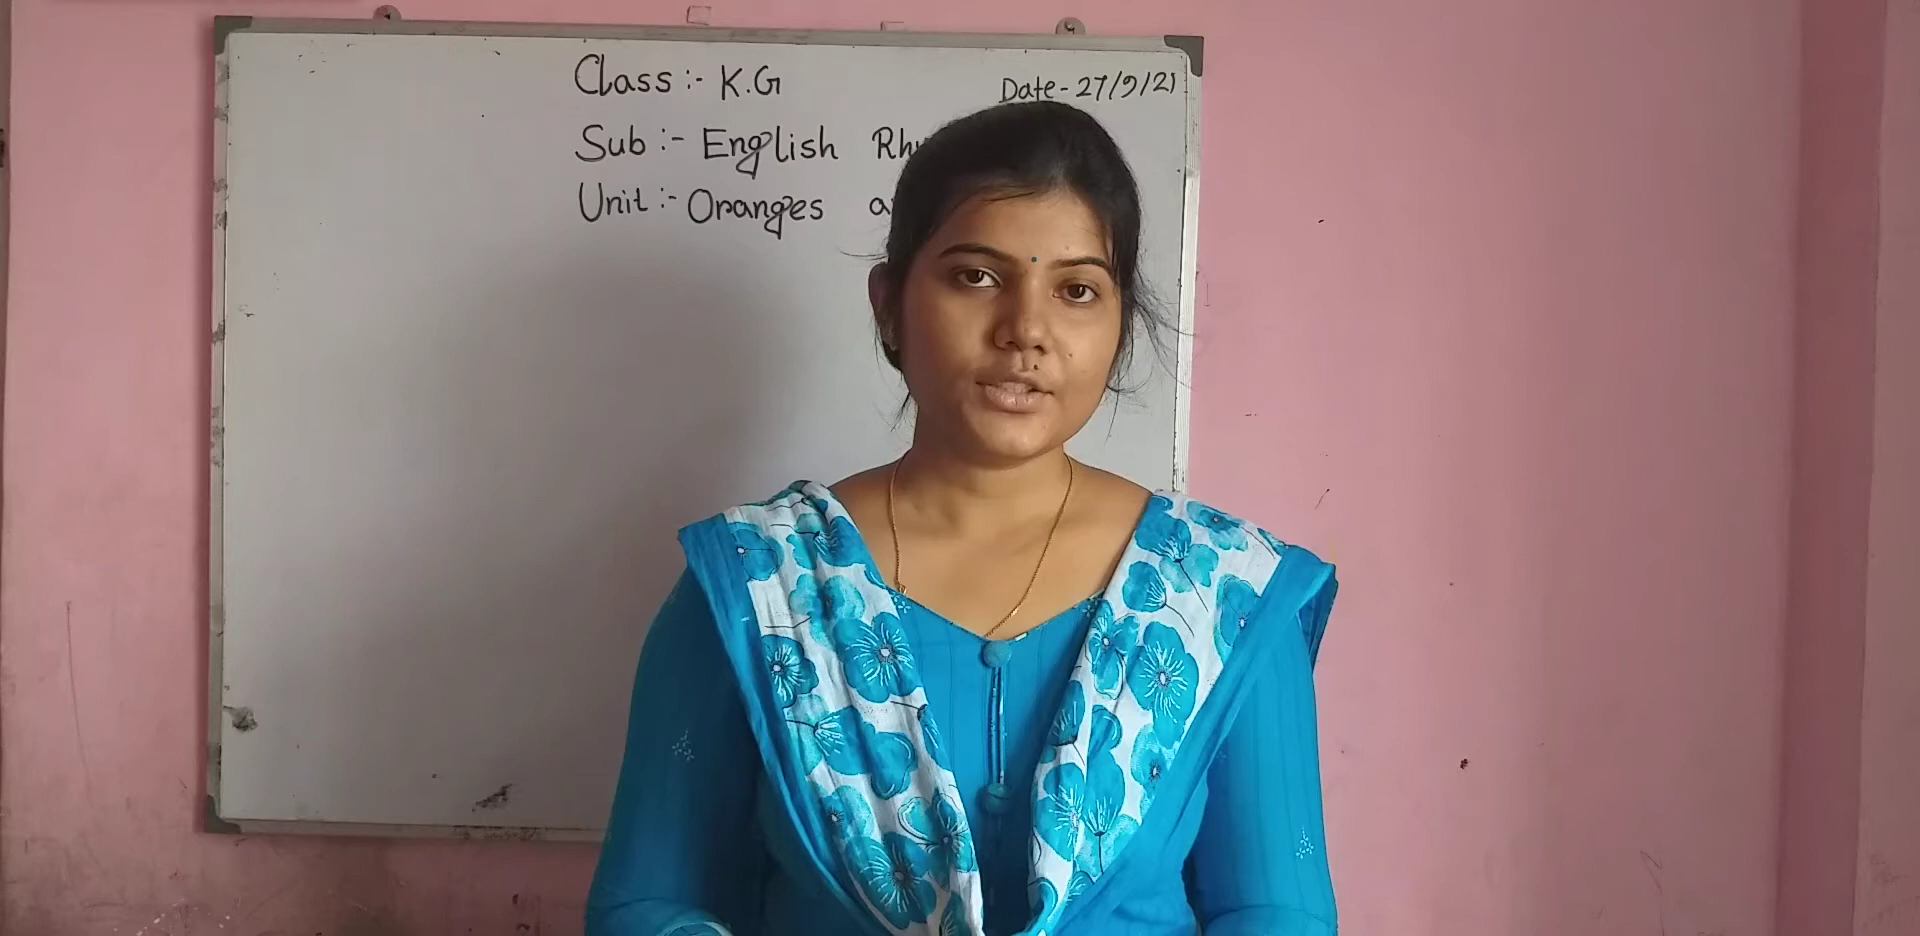 Class :- K.G
Date - 27/9/21
Sub :- English
Unit :- Oranges